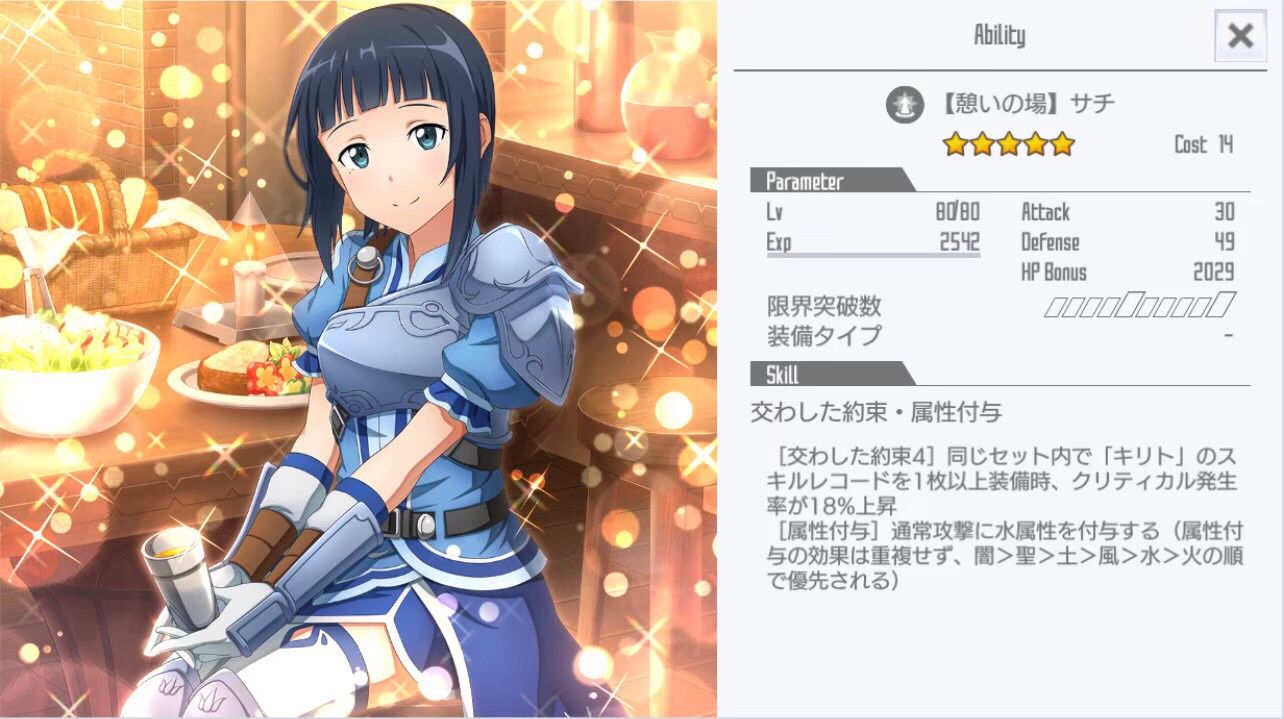 Ability
【憩いの場】サチ
Cost 14
Parameter
Lv 80/80 Attack 30
Exp 2542 Defense 49
HP Bonus 2029
限界突破数
装備タイプ -
Skill
交わした約束・属性付与
［交わした約束4］同じセット内で「キリト」のス
キルレコードを1枚以上装備時、クリティカル発生
率が18%上昇
［属性付与］通常攻撃に水属性を付与する（属性付
与の効果は重複せず、闇＞聖＞土＞風＞水＞火の順
で優先される）